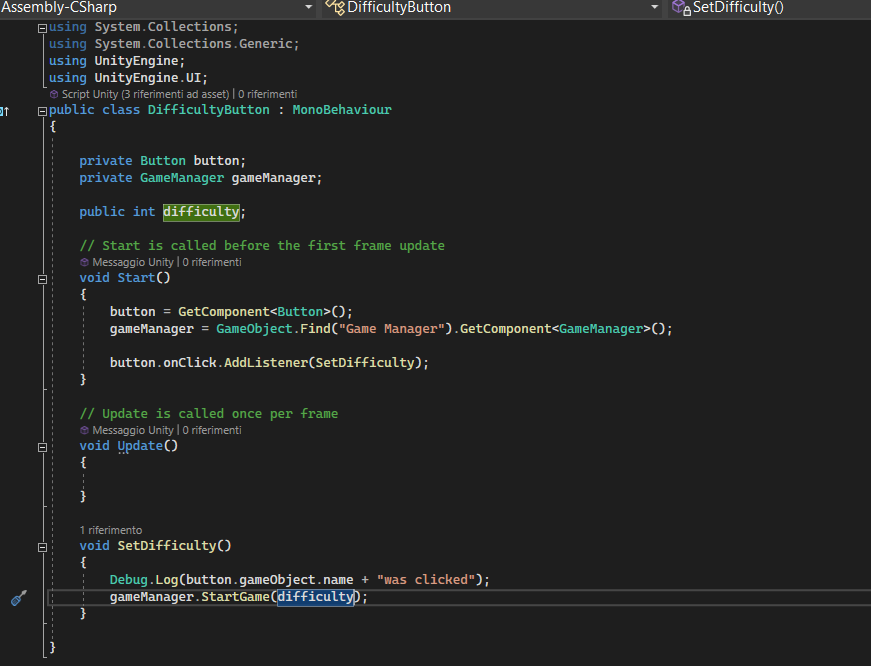 Assembly-CSharp DifficultyButton SetDifficulty()
using System.Collections;
using System.Collections.Generic;
using UnityEngine;
using UnityEngine.UI;
Script Unity (3 riferimenti ad asset) | 0 riferimenti
public class DifficultyButton : MonoBehaviour
{
private Button button;
private GameManager gameManager;
public int difficulty;
// Start is called before the first frame update
Messaggio Unity | 0 riferimenti
void Start()
{
button = GetComponent<Button>();
gameManager = GameObject.Find("Game Manager").GetComponent<GameManager>();
button.onClick.AddListener(SetDifficulty);
}
// Update is called once per frame
Messaggio Unity | 0 riferimenti
void Update()
{
}
1 riferimento
void SetDifficulty()
{
Debug.Log(button.gameObject.name + "was clicked");
gameManager.StartGame(difficulty);
}
}